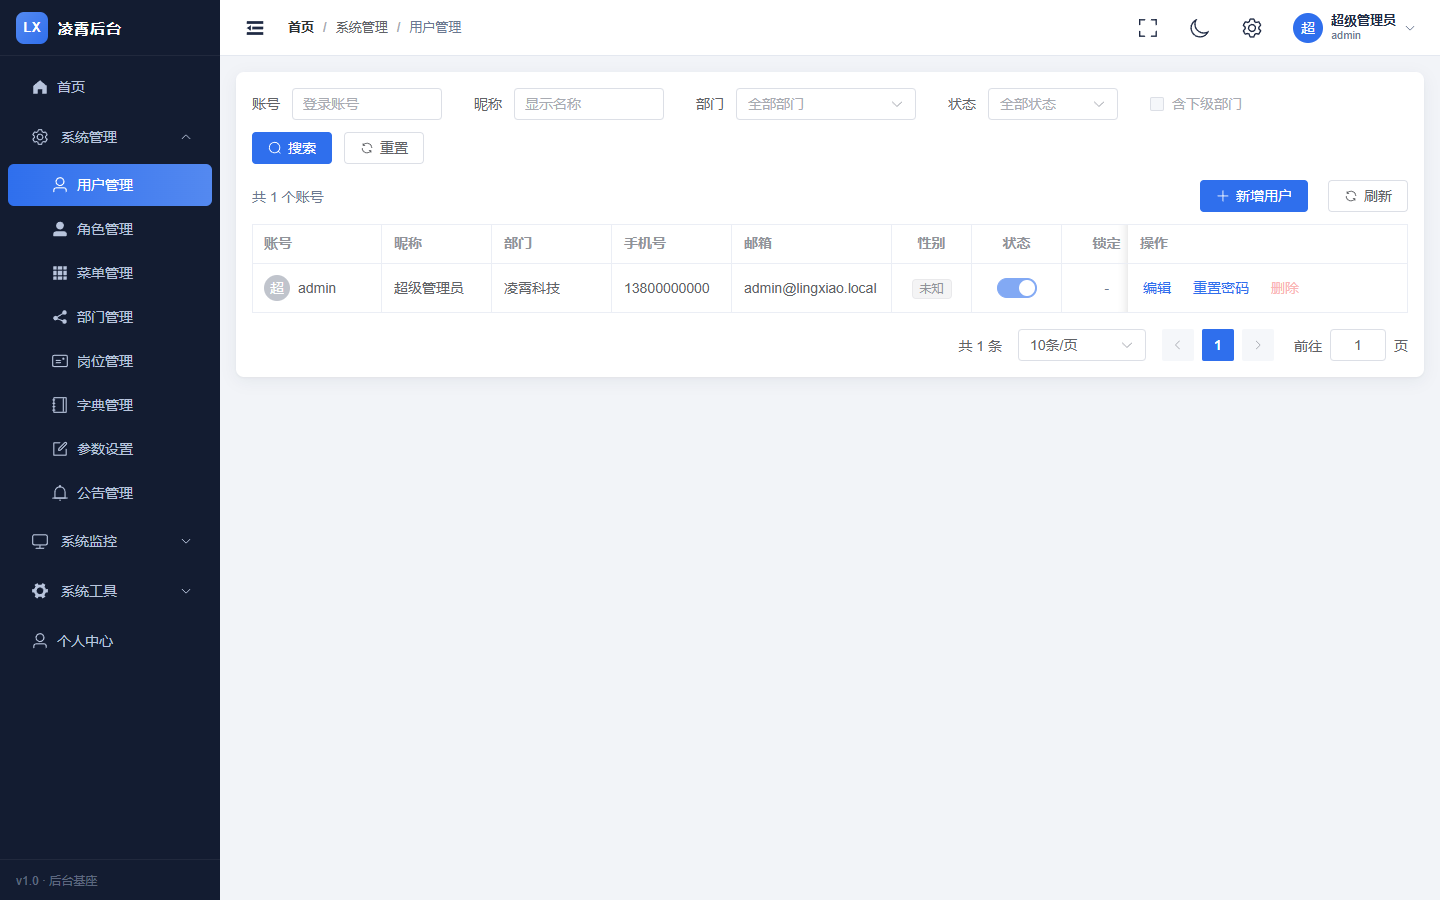 LX 凌霄后台
首页 / 系统管理 / 用户管理
超 超级管理员
admin
首页
系统管理
用户管理
角色管理
菜单管理
部门管理
岗位管理
字典管理
参数设置
公告管理
系统监控
系统工具
个人中心
v1.0 · 后台基座
账号 登录账号 昵称 显示名称 部门 全部部门 状态 全部状态 含下级部门
搜索 重置
共 1 个账号 新增用户 刷新
账号 昵称 部门 手机号 邮箱 性别 状态 锁定 操作
超 admin 超级管理员 凌霄科技 13800000000 admin@lingxiao.local 未知 - 编辑 重置密码 删除
共 1 条 10条/页 1 前往 1 页